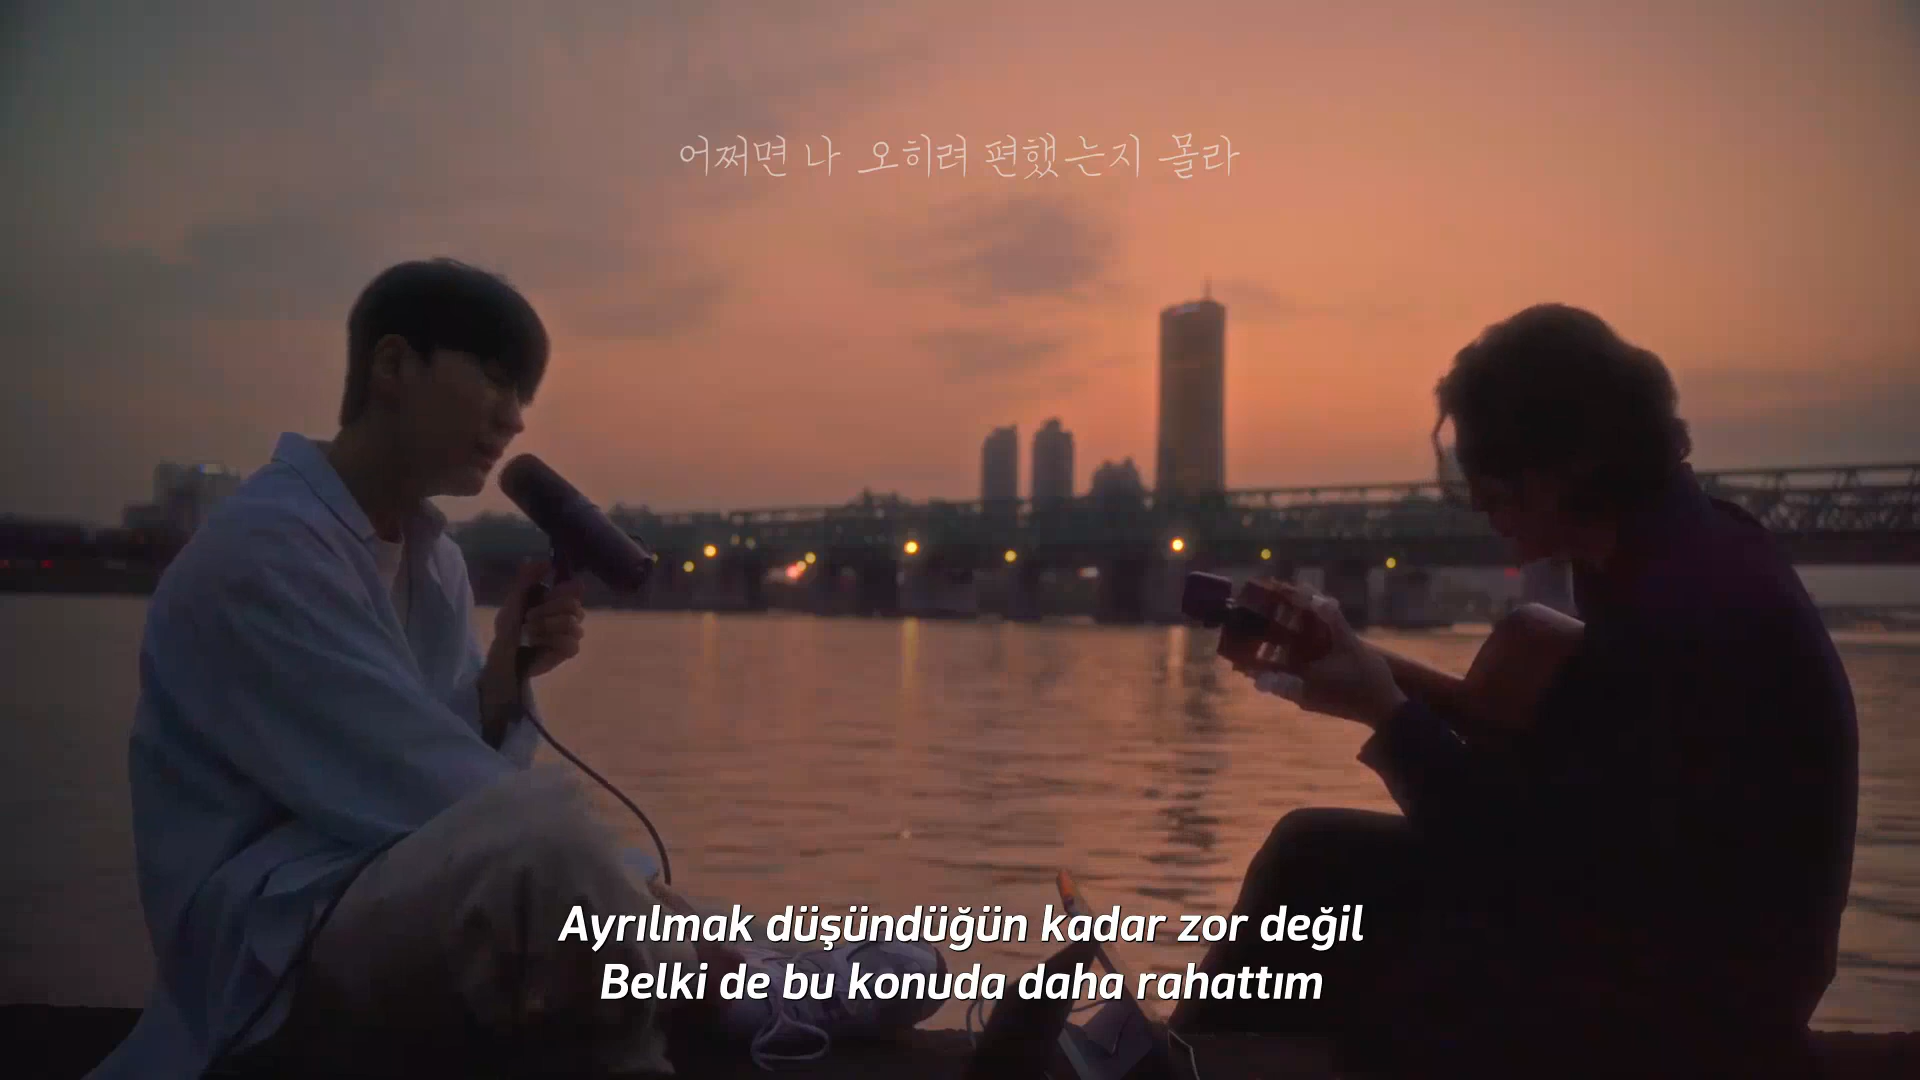 어쩌면 나 오히려 편했는지 몰라
Ayrılmak düşündüğün kadar zor değil
Belki de bu konuda daha rahattım